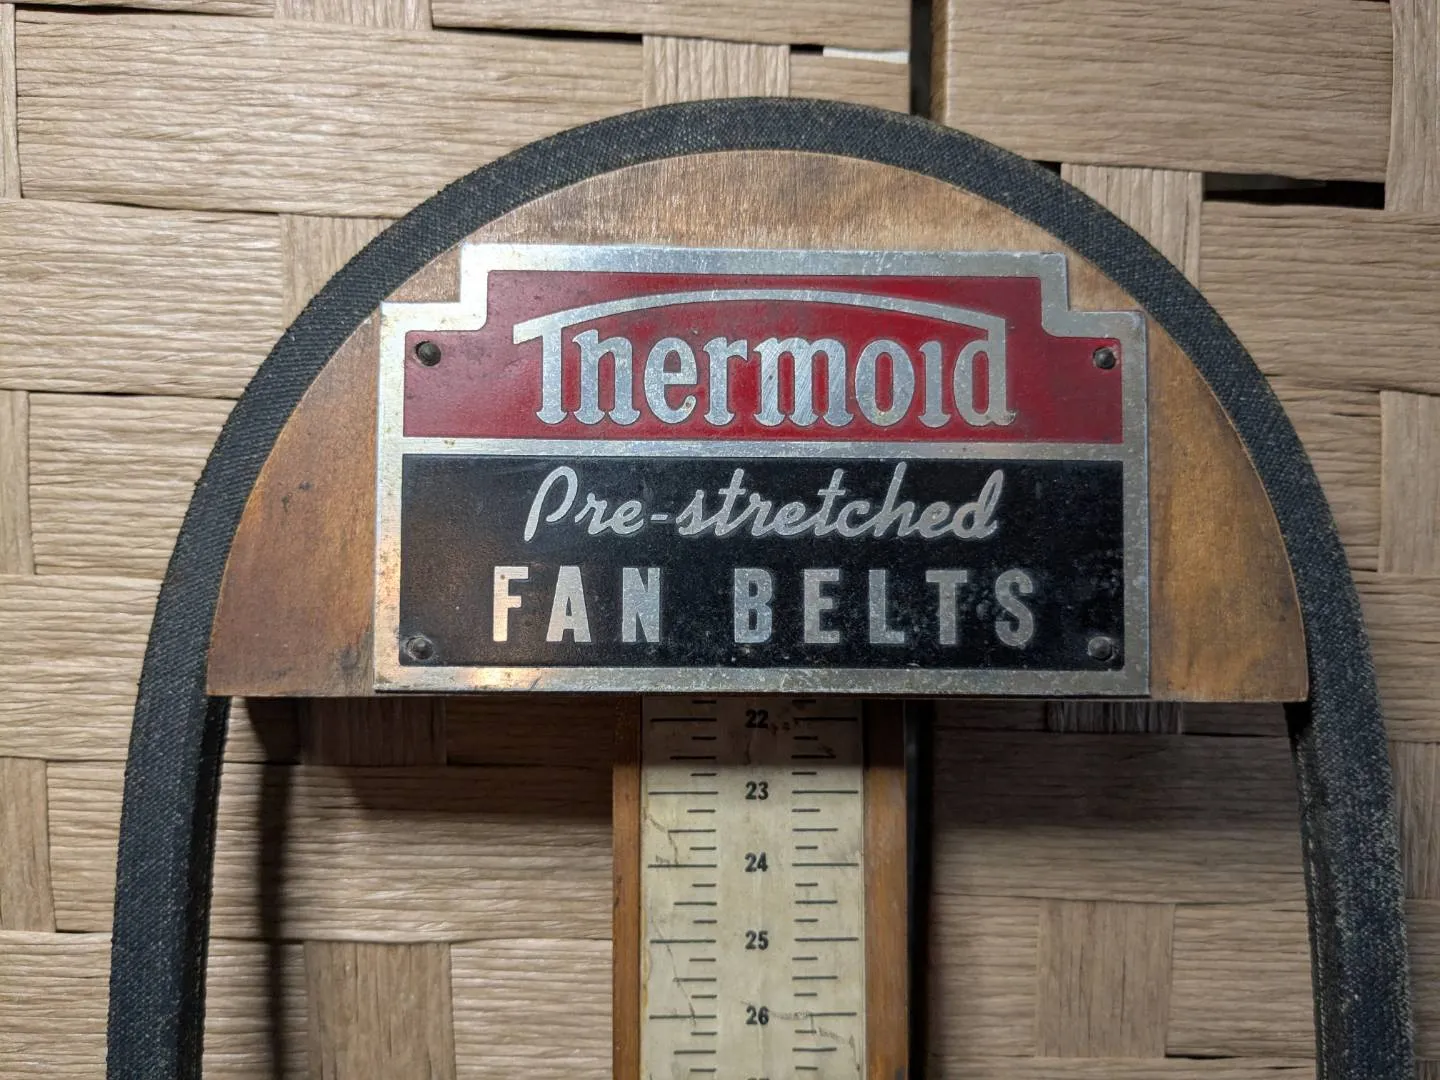 Thermoid
Pre-stretched
FAN BELTS
22
23
24
25
26